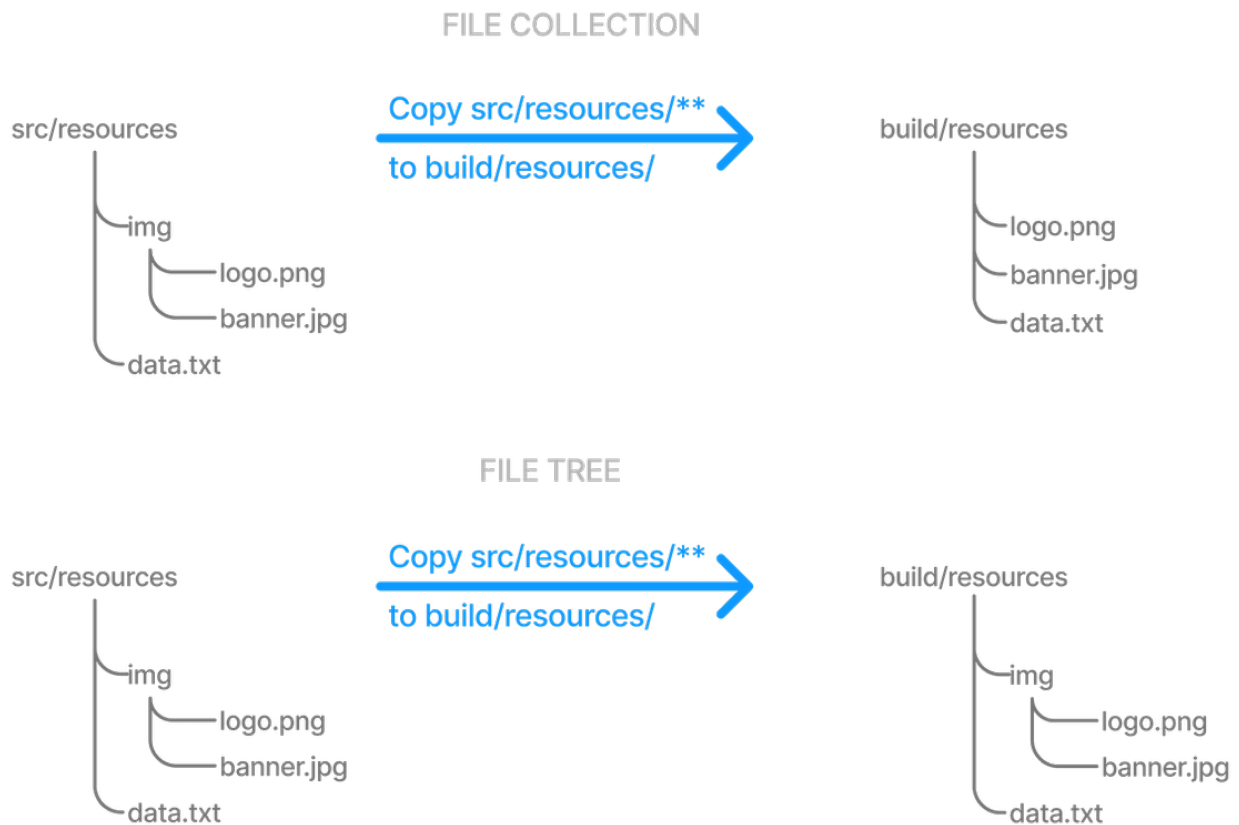 FILE COLLECTION
Copy src/resources/**
src/resources
build/resources
to build/resources/
img
logo.png
logo.png
banner.jpg
banner.jpg
data.txt
data.txt
FILE TREE
Copy src/resources/**
src/resources
build/resources
to build/resources/
img
img
logo.png
logo.png
banner.jpg
banner.jpg
data.txt
data.txt